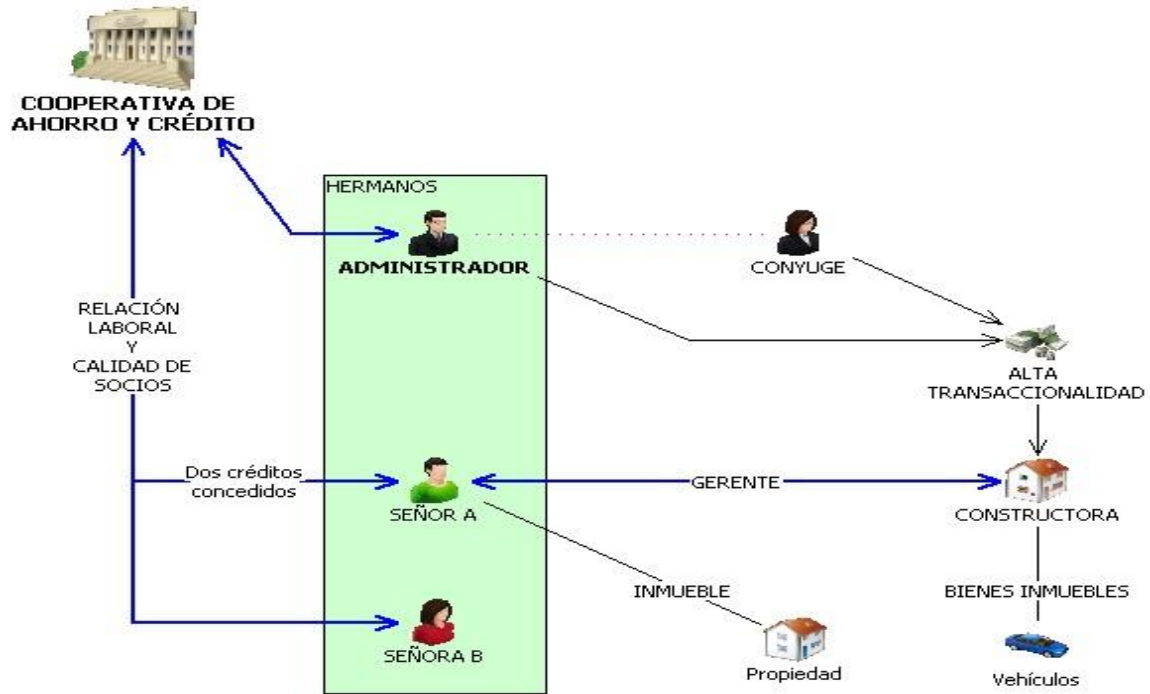 COOPERATIVA DE
AHORRO Y CRÉDITO
HERMANOS
ADMINISTRADOR
CONYUGE
RELACIÓN
LABORAL
Y
CALIDAD DE
SOCIOS
ALTA
TRANSACCIONALIDAD
Dos créditos
concedidos
SEÑOR A
GERENTE
CONSTRUCTORA
INMUEBLE
BIENES INMUEBLES
SEÑORA B
Propiedad
Vehículos